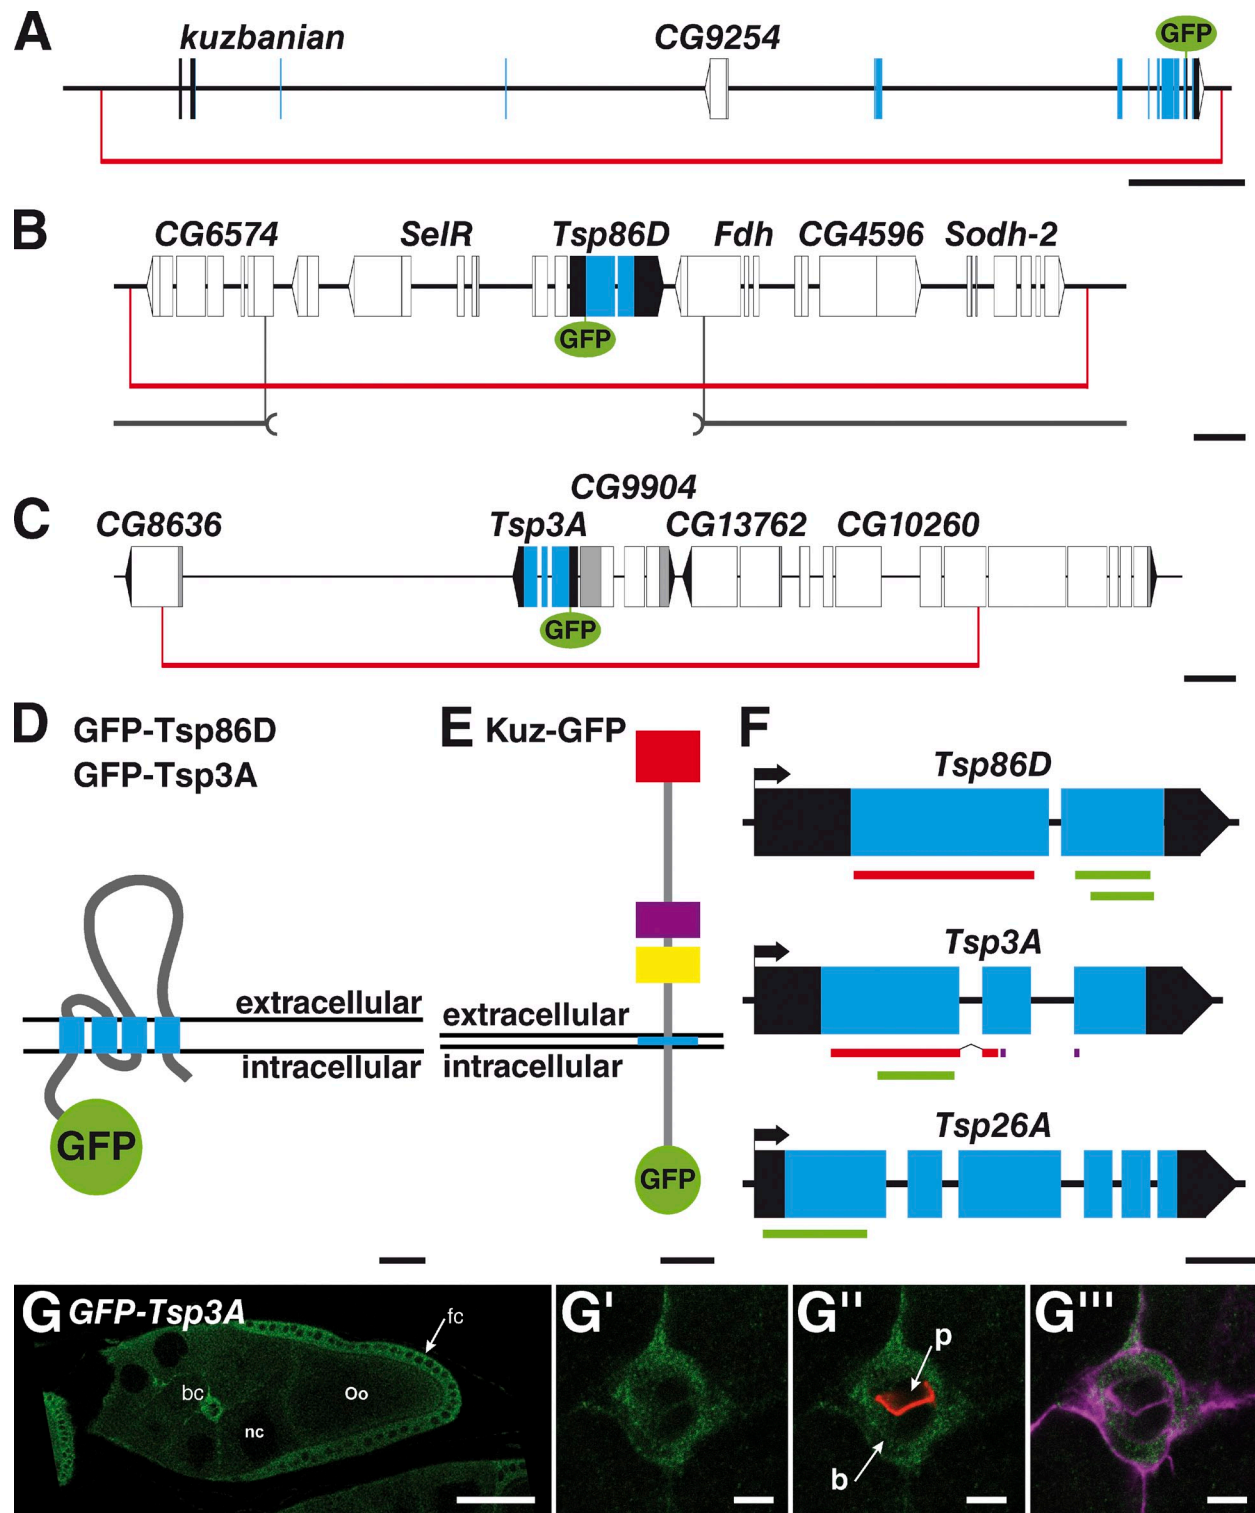 A
kuzbanian
CG9254
GFP
B
CG6574
SelR
Tsp86D
Fdh
CG4596
Sodh-2
GFP
C
CG9904
CG8636
Tsp3A
CG13762
CG10260
GFP
D
GFP-Tsp86D
GFP-Tsp3A
extracellular
intracellular
GFP
E
Kuz-GFP
extracellular
intracellular
GFP
F
Tsp86D
Tsp3A
Tsp26A
G
GFP-Tsp3A
fc
bc
Oo
nc
G'
G''
p
b
G'''